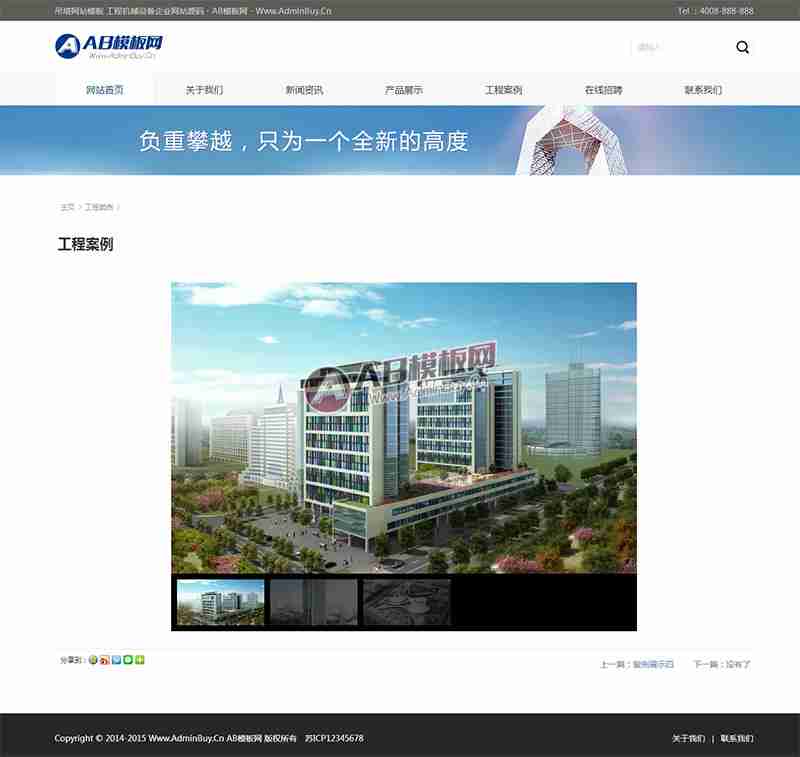 吊塔网站模板 工程机械设备企业网站源码 - AB模板网 - Www.AdminBuy.Cn
Tel：4008-888-888
AB模板网
Www.AdminBuy.Cn
请输入
网站首页 关于我们 新闻资讯 产品展示 工程案例 在线招聘 联系我们
负重攀越，只为一个全新的高度
主页 > 工程案例 >
工程案例
AB模板网
Www.AdminBuy.Cn
分享到：
上一篇：案例展示四 下一篇：没有了
Copyright © 2014-2015 Www.AdminBuy.Cn AB模板网 版权所有 苏ICP12345678
关于我们 | 联系我们